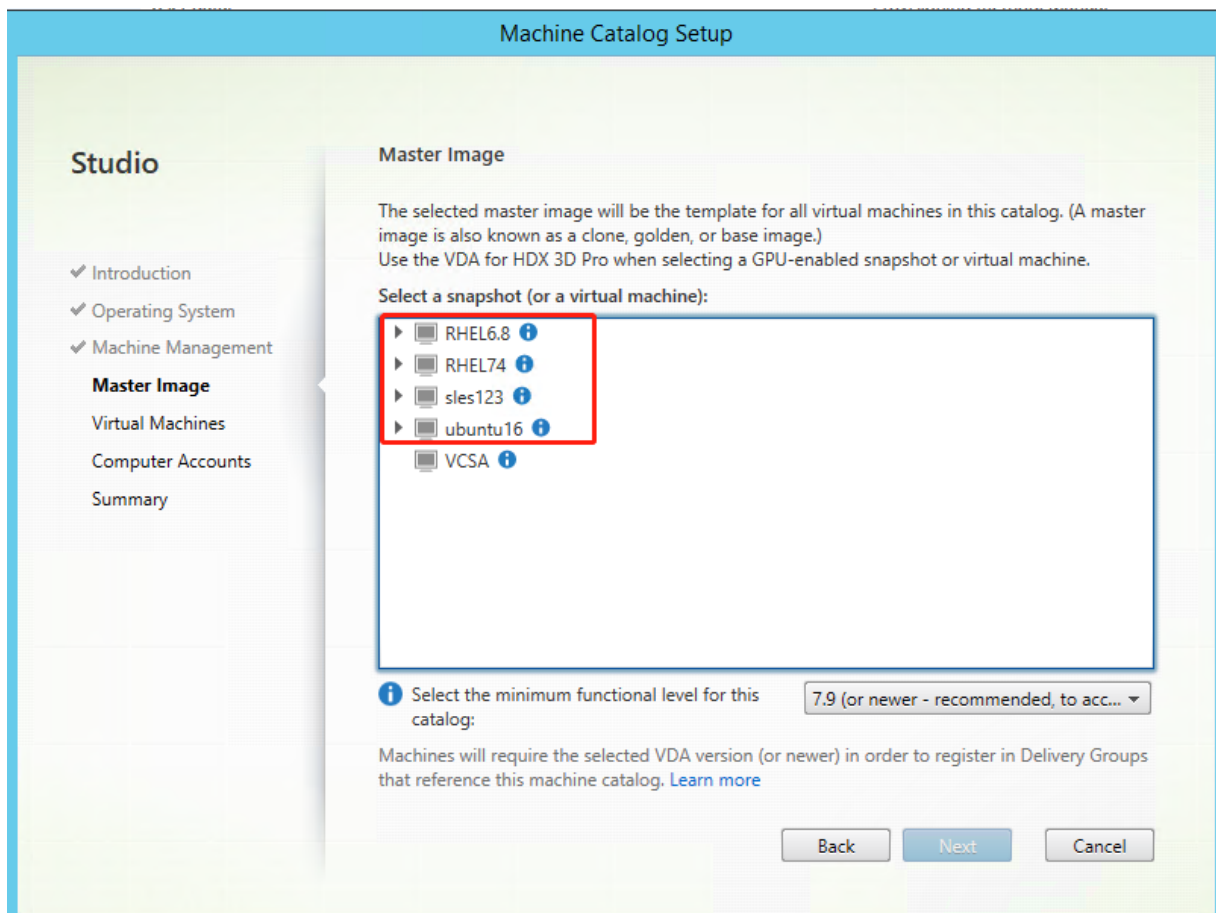 Machine Catalog Setup
Studio
Introduction
Operating System
Machine Management
Master Image
Virtual Machines
Computer Accounts
Summary
Master Image
The selected master image will be the template for all virtual machines in this catalog. (A master
image is also known as a clone, golden, or base image.)
Use the VDA for HDX 3D Pro when selecting a GPU-enabled snapshot or virtual machine.
Select a snapshot (or a virtual machine):
RHEL6.8
RHEL74
sles123
ubuntu16
VCSA
Select the minimum functional level for this
catalog:
7.9 (or newer - recommended, to acc...
Machines will require the selected VDA version (or newer) in order to register in Delivery Groups
that reference this machine catalog. Learn more
Back
Next
Cancel